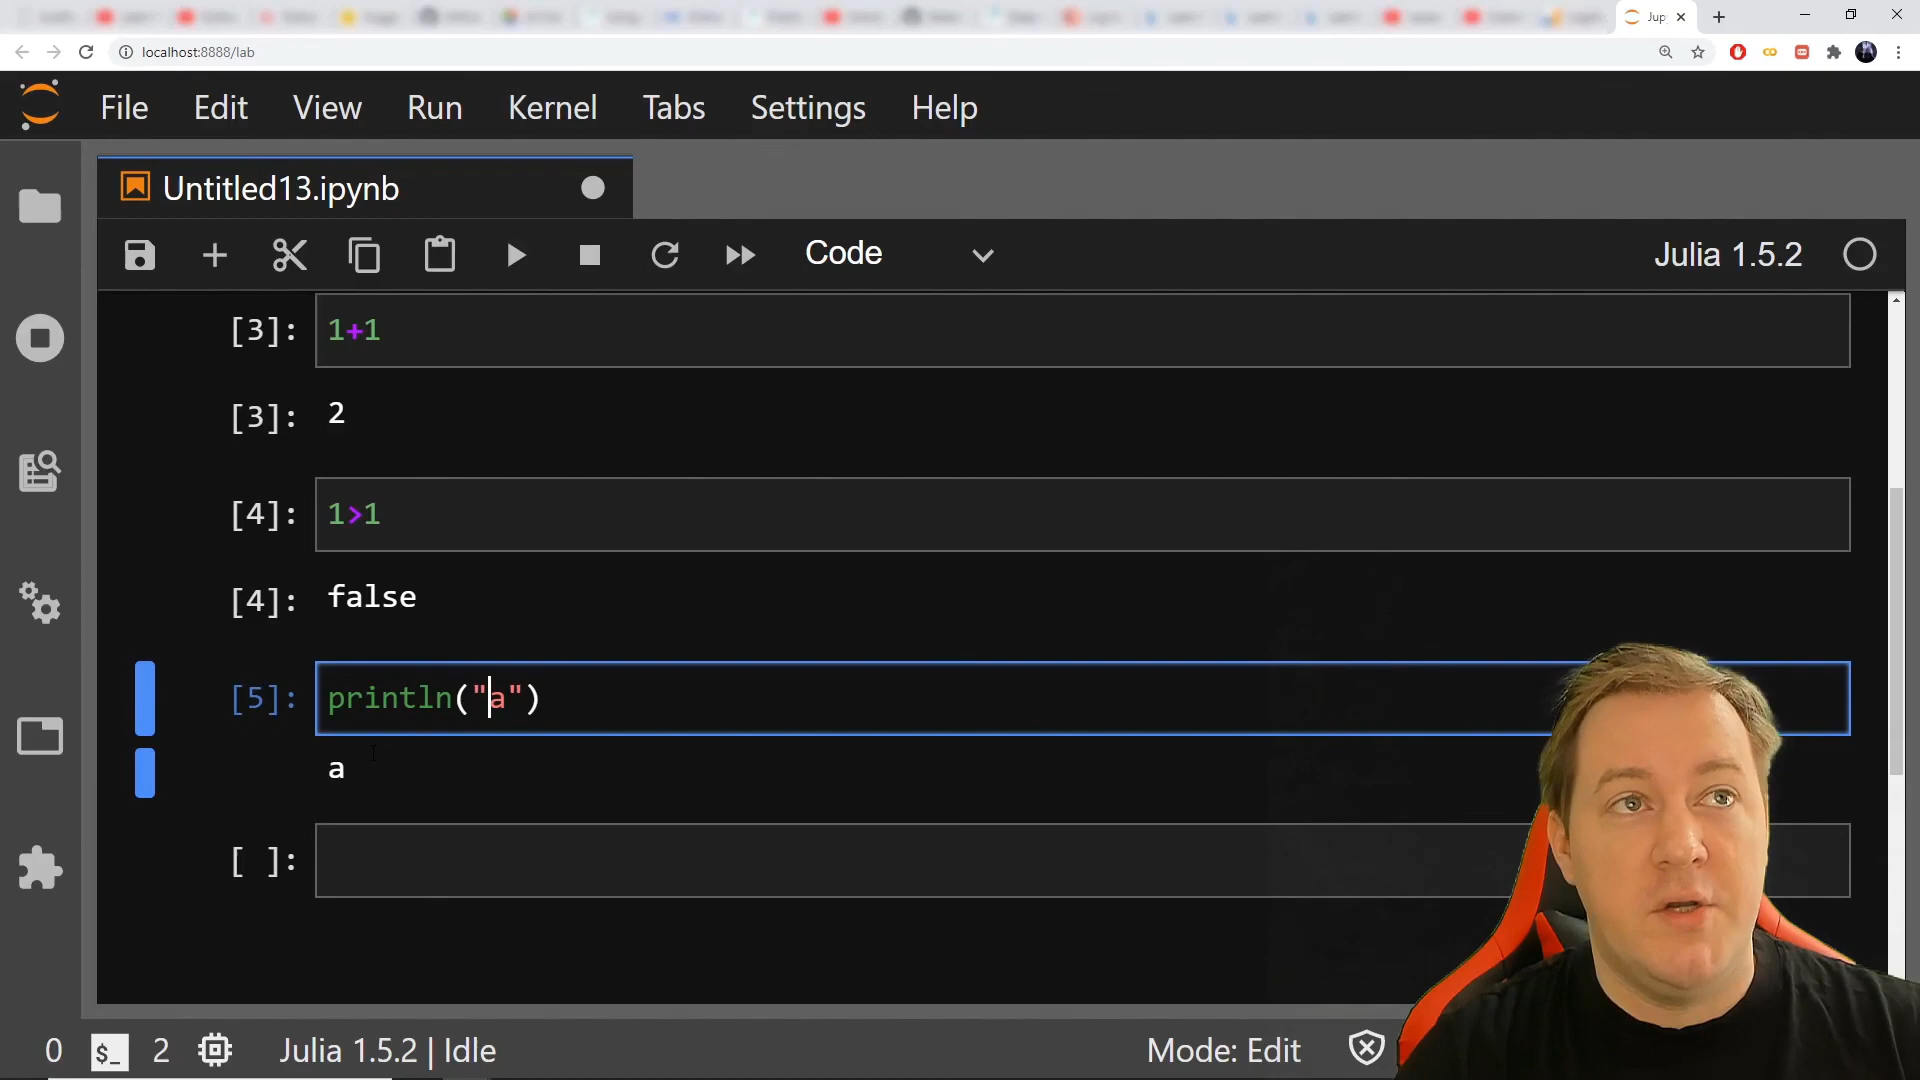 Jup
localhost:8888/lab
File Edit View Run Kernel Tabs Settings Help
Untitled13.ipynb
Code
Julia 1.5.2
[3]: 1+1
[3]: 2
[4]: 1>1
[4]: false
[5]: println("a")
a
[ ]:
0 $_ 2 Julia 1.5.2 | Idle Mode: Edit